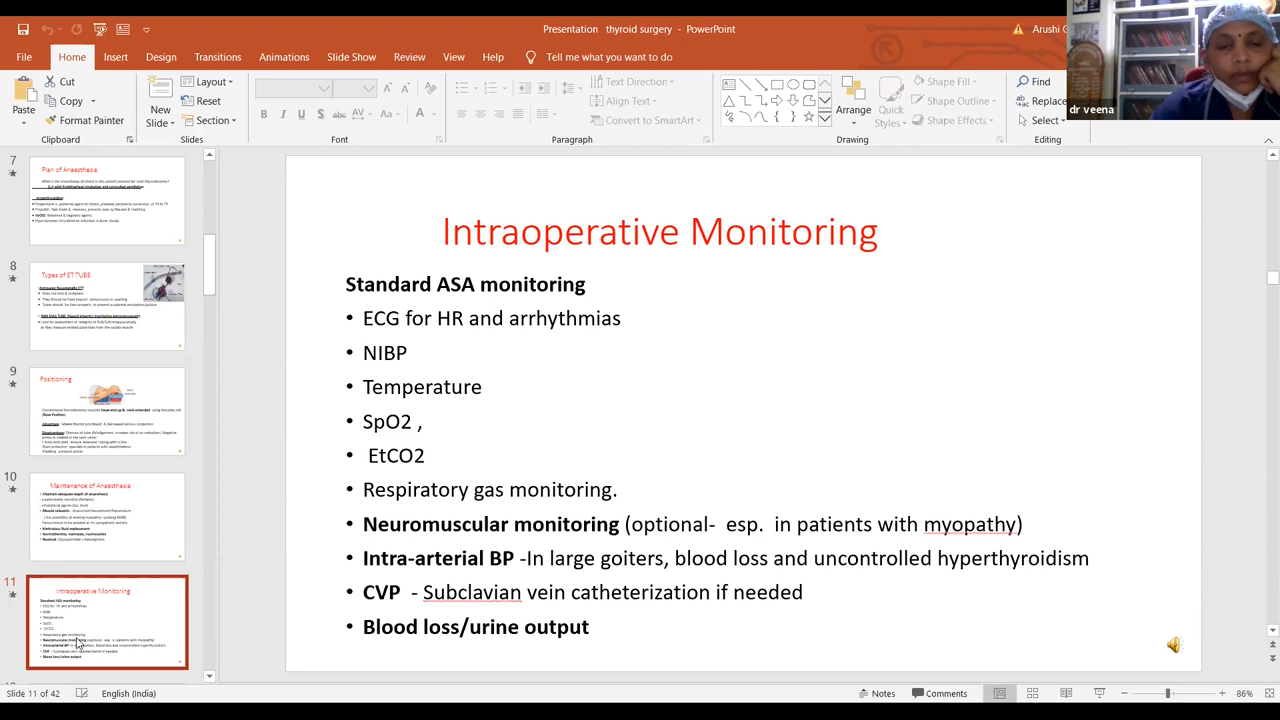 Presentation thyroid surgery - PowerPoint
Arushi G
File Home Insert Design Transitions Animations Slide Show Review View Help Tell me what you want to do
Paste
Cut
Copy
Format Painter
Clipboard
New
Slide
Layout
Reset
Section
Slides
Font
Text Direction
Align Text
Convert to SmartArt
Paragraph
Arrange
Quick
Styles
Shape Fill
Shape Outline
Shape Effects
Drawing
Find
Replace
Select
Editing
dr veena
7
Plan of Anaesthesia
8
Types of ET TUBE
9
Positioning
10
Maintenance of Anaesthesia
11
Intraoperative Monitoring
Intraoperative Monitoring
Standard ASA monitoring
• ECG for HR and arrhythmias
• NIBP
• Temperature
• SpO2 ,
• EtCO2
• Respiratory gas monitoring.
• Neuromuscular monitoring (optional- esp. in patients with myopathy)
• Intra-arterial BP -In large goiters, blood loss and uncontrolled hyperthyroidism
• CVP - Subclavian vein catheterization if needed
• Blood loss/urine output
Slide 11 of 42 English (India) Notes Comments 86%